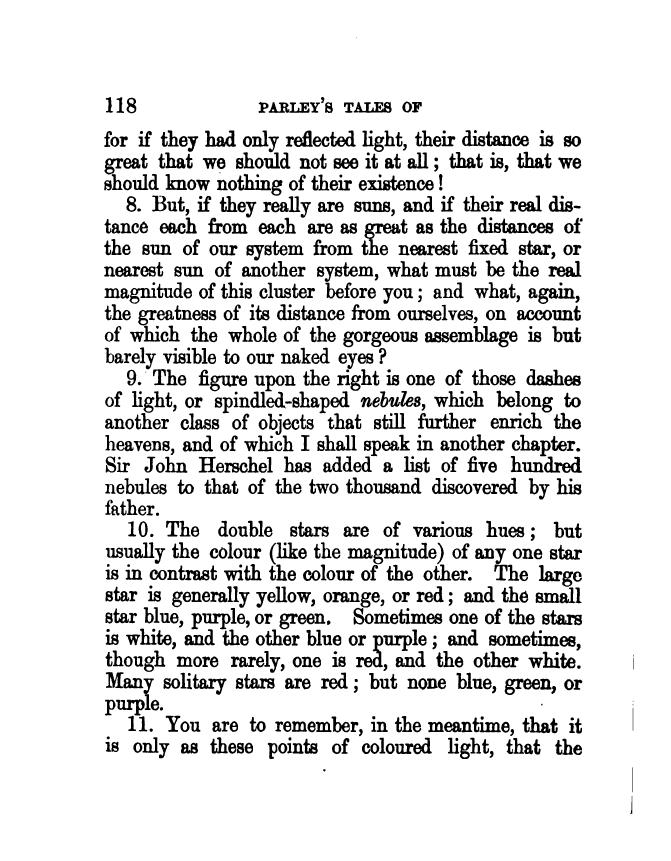 118 PARLEY'S TALES OF
for if they had only reflected light, their distance is so
great that we should not see it at all; that is, that we
should know nothing of their existence!
8. But, if they really are suns, and if their real dis-
tance each from each are as great as the distances of
the sun of our system from the nearest fixed star, or
nearest sun of another system, what must be the real
magnitude of this cluster before you; and what, again,
the greatness of its distance from ourselves, on account
of which the whole of the gorgeous assemblage is but
barely visible to our naked eyes?
9. The figure upon the right is one of those dashes
of light, or spindled-shaped nebules, which belong to
another class of objects that still further enrich the
heavens, and of which I shall speak in another chapter.
Sir John Herschel has added a list of five hundred
nebules to that of the two thousand discovered by his
father.
10. The double stars are of various hues; but
usually the colour (like the magnitude) of any one star
is in contrast with the colour of the other. The large
star is generally yellow, orange, or red; and the small
star blue, purple, or green. Sometimes one of the stars
is white, and the other blue or purple; and sometimes,
though more rarely, one is red, and the other white.
Many solitary stars are red; but none blue, green, or
purple.
11. You are to remember, in the meantime, that it
is only as these points of coloured light, that the